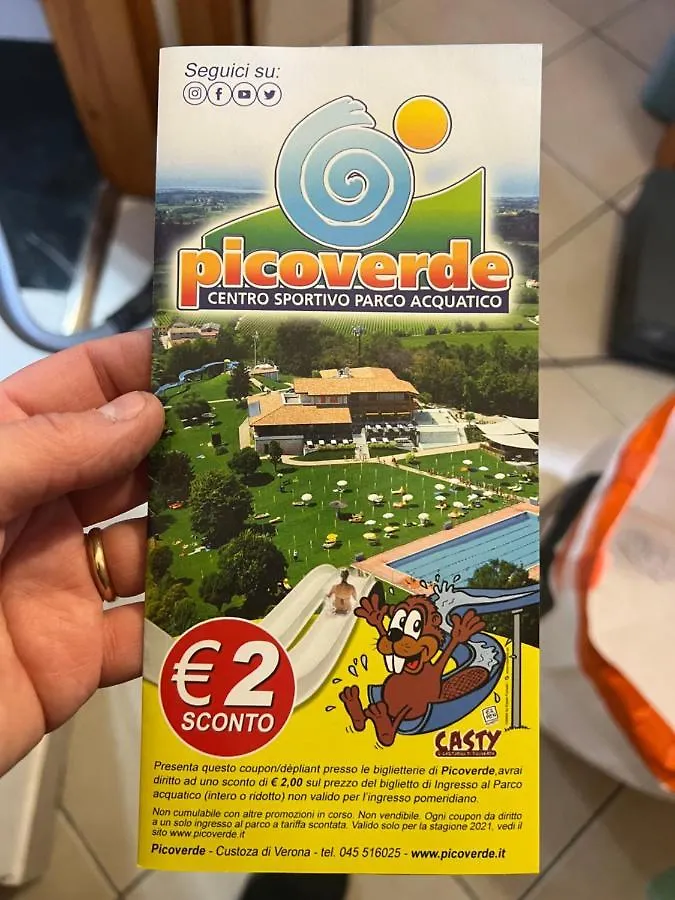 Seguici su:
picoverde
CENTRO SPORTIVO PARCO ACQUATICO
€ 2
SCONTO
CASTY
Presenta questo coupon/dèpliant presso le biglietterie di Picoverde,avrai
diritto ad uno sconto di € 2,00 sul prezzo del biglietto di Ingresso al Parco
acquatico (intero o ridotto) non valido per l'ingresso pomeridiano.
Non cumulabile con altre promozioni in corso. Non vendibile. Ogni coupon da diritto
a un solo ingresso al parco a tariffa scontata. Valido solo per la stagione 2021, vedi il
sito www.picoverde.it
Picoverde - Custoza di Verona - tel. 045 516025 - www.picoverde.it